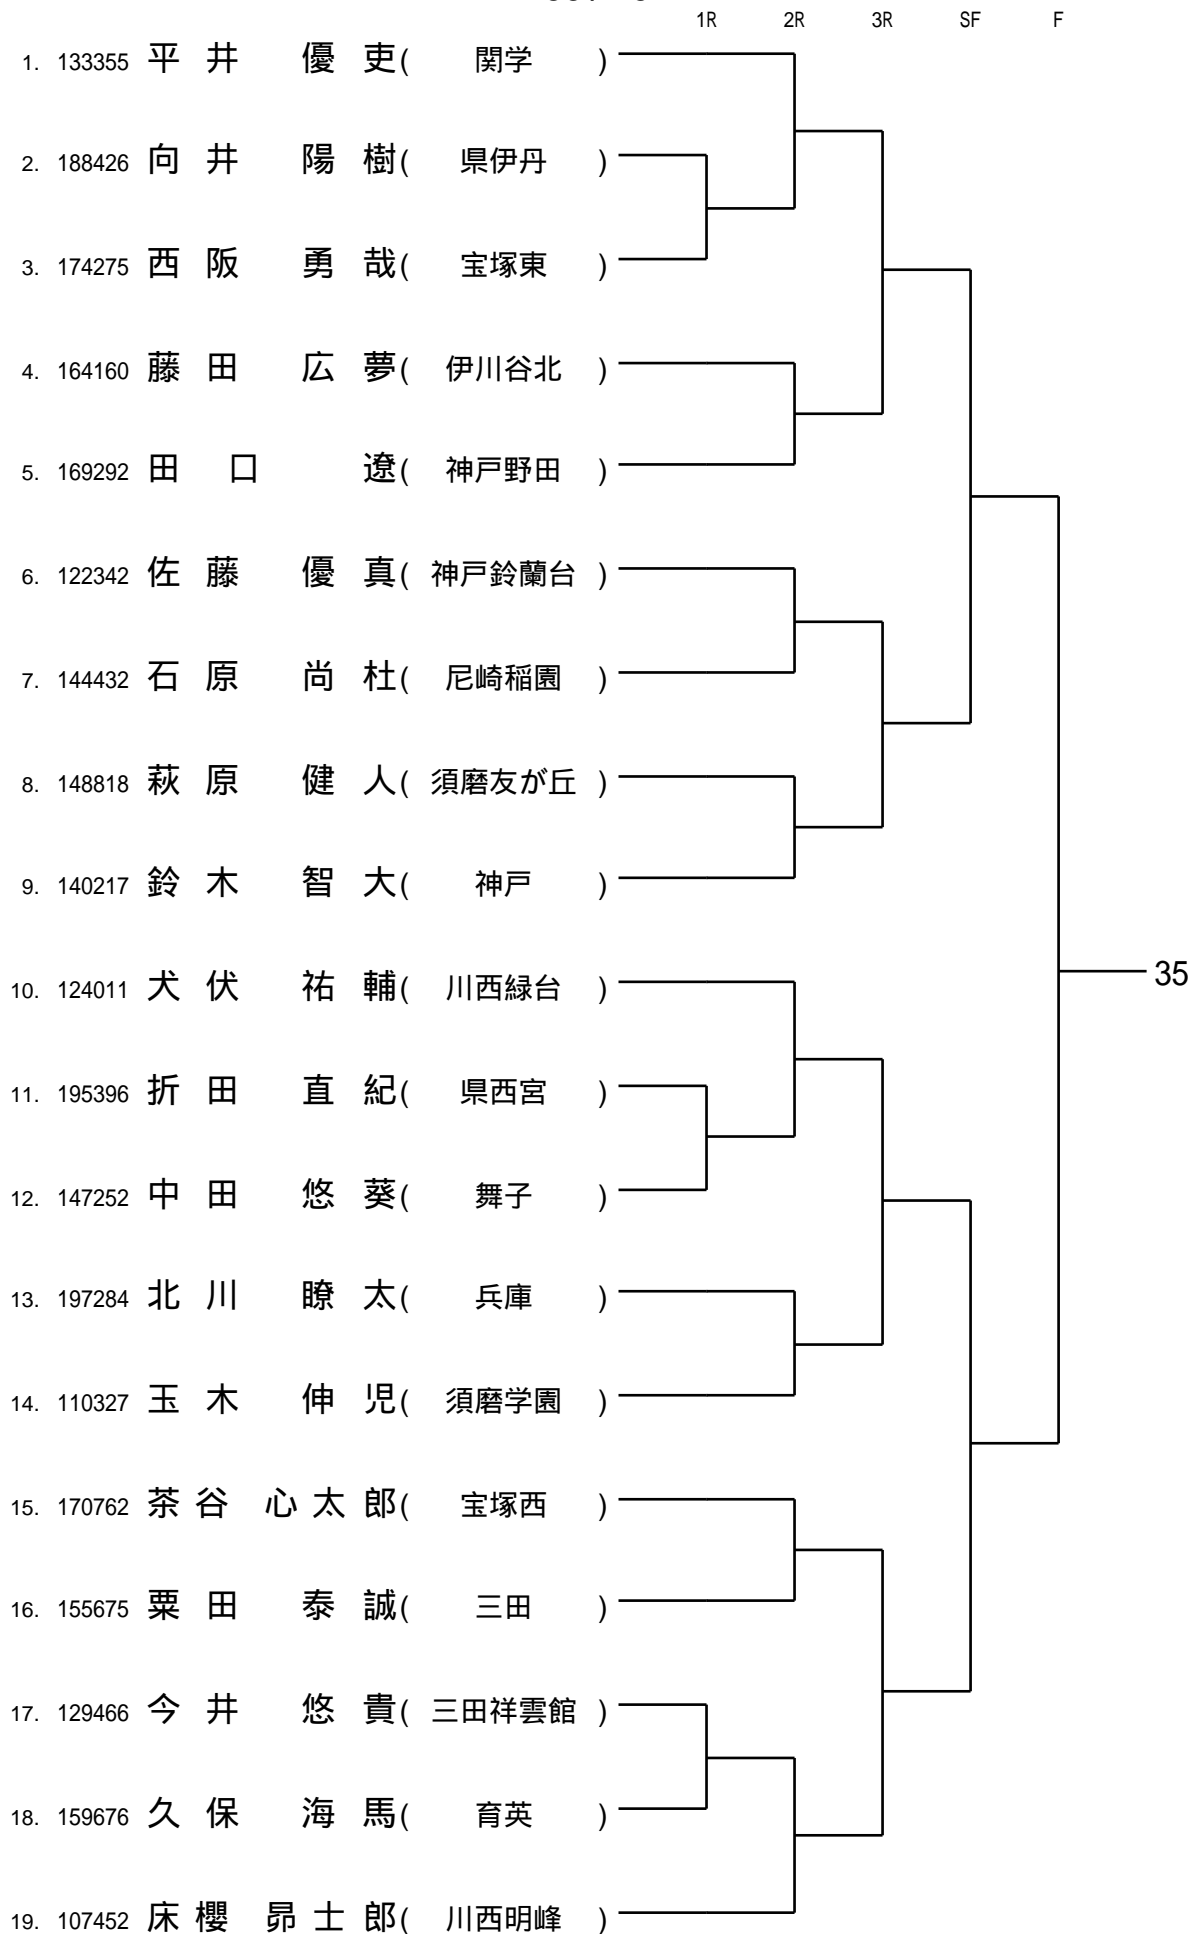 1R 2R 3R SF F
1. 133355 平井 優吏( 関学 )
2. 188426 向井 陽樹( 県伊丹 )
3. 174275 西阪 勇哉( 宝塚東 )
4. 164160 藤田 広夢( 伊川谷北 )
5. 169292 田口 遼( 神戸野田 )
6. 122342 佐藤 優真( 神戸鈴蘭台 )
7. 144432 石原 尚杜( 尼崎稲園 )
8. 148818 萩原 健人( 須磨友が丘 )
9. 140217 鈴木 智大( 神戸 )
10. 124011 犬伏 祐輔( 川西緑台 )
35
11. 195396 折田 直紀( 県西宮 )
12. 147252 中田 悠葵( 舞子 )
13. 197284 北川 瞭太( 兵庫 )
14. 110327 玉木 伸児( 須磨学園 )
15. 170762 茶谷 心太郎( 宝塚西 )
16. 155675 粟田 泰誠( 三田 )
17. 129466 今井 悠貴( 三田祥雲館 )
18. 159676 久保 海馬( 育英 )
19. 107452 床櫻 昴士郎( 川西明峰 )